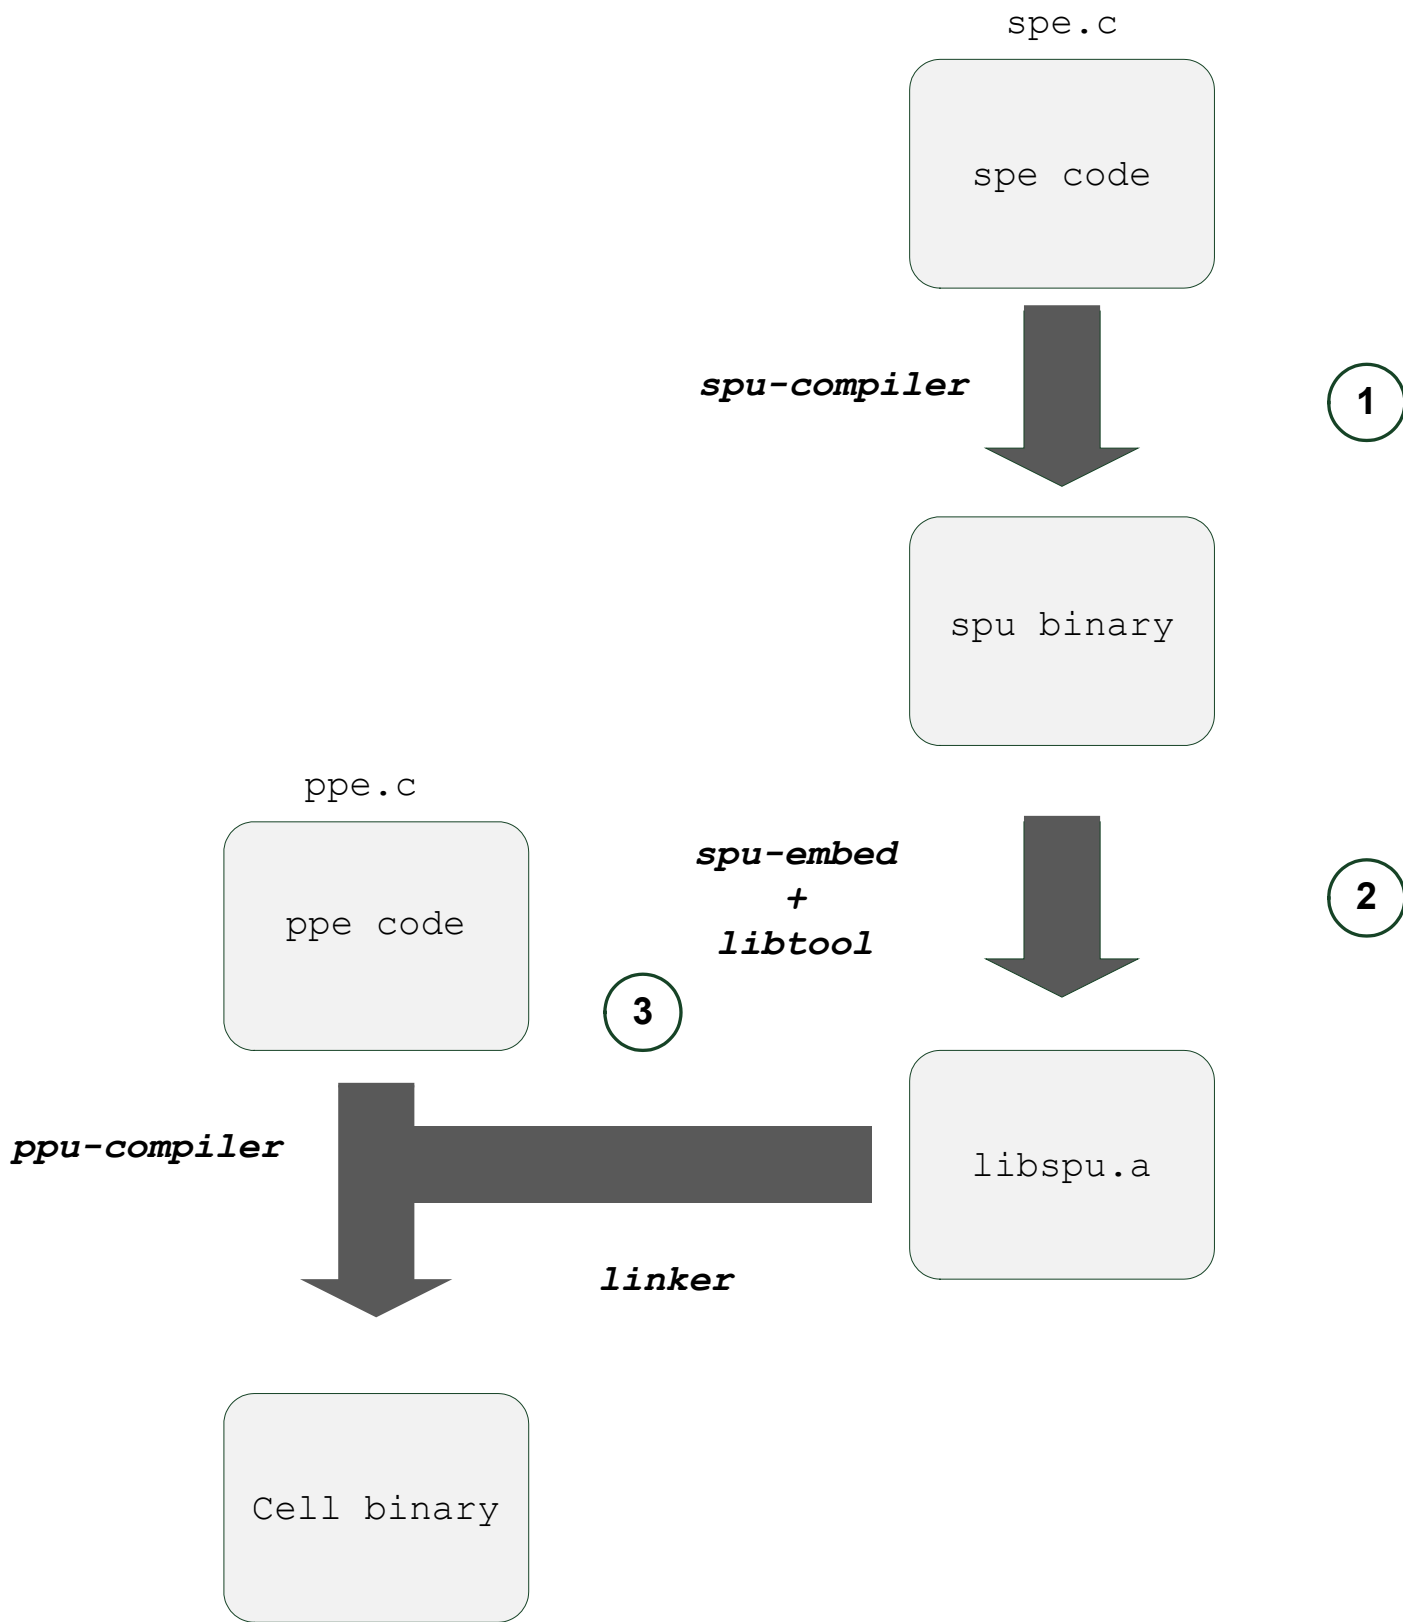 spe.c
spe code
spu-compiler
1
spu binary
ppe.c
ppe code
spu-embed
+
libtool
2
3
ppu-compiler
libspu.a
linker
Cell binary